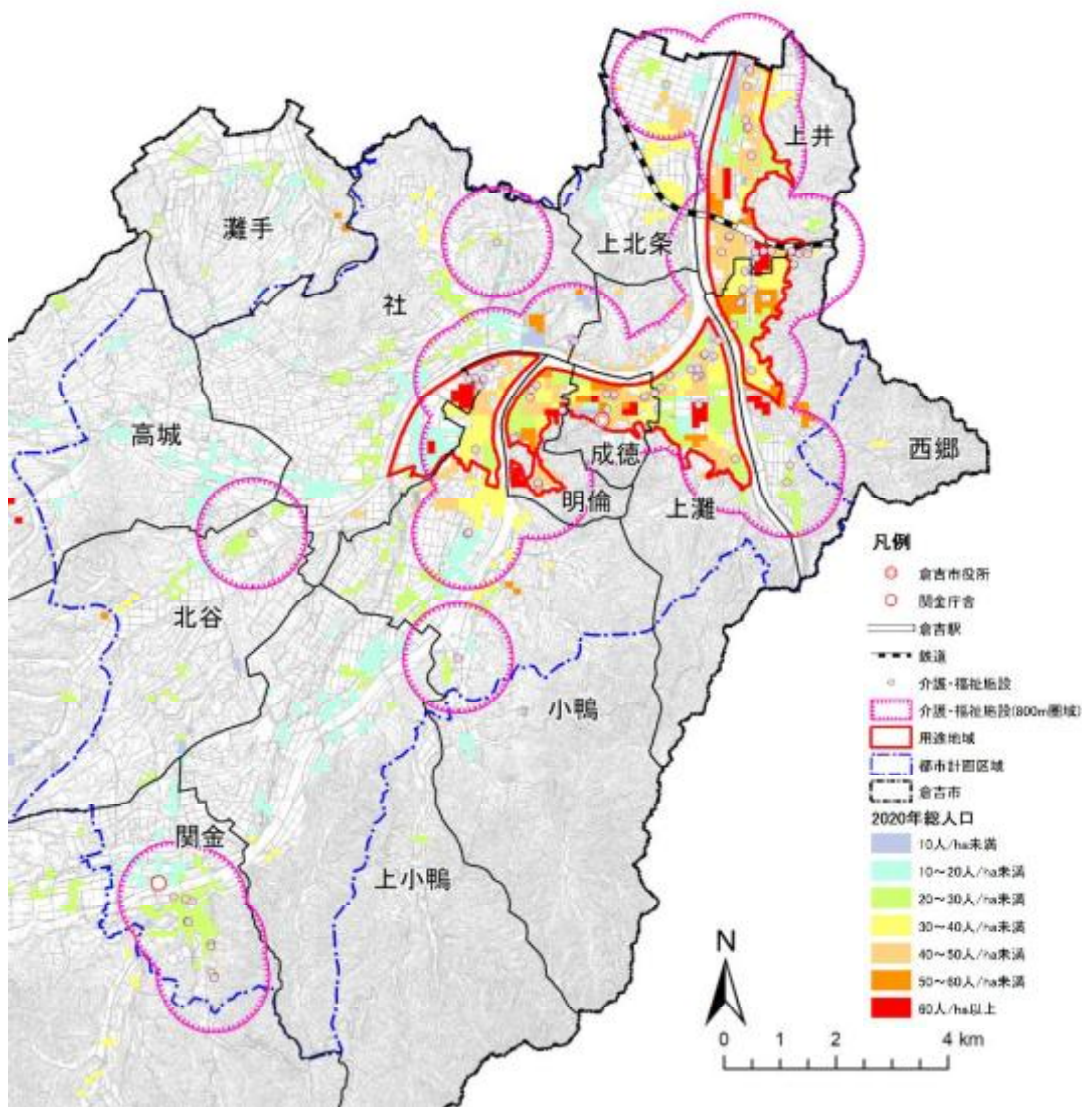 上井
灘手
上北条
社
高城
成徳
西郷
明倫
上灘
北谷
小鴨
関金
上小鴨
凡例
倉吉市役所
関金庁舎
倉吉駅
鉄道
介護・福祉施設
介護・福祉施設(800m圏域)
用途地域
都市計画区域
倉吉市
2020年総人口
10人/ha未満
10～20人/ha未満
20～30人/ha未満
30～40人/ha未満
40～50人/ha未満
50～60人/ha未満
60人/ha以上
N
0 1 2 4 km